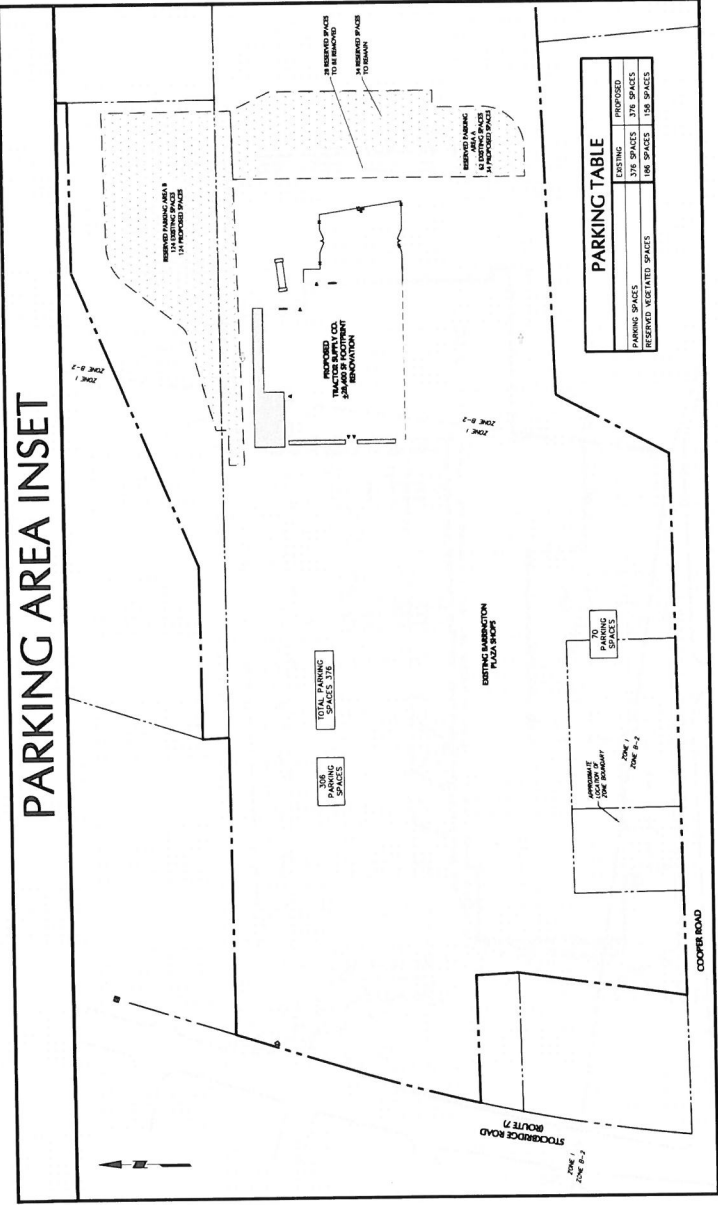 PARKING AREA INSET
ZONE I
ZONE B-2
RESERVED PARKING AREA B
124 EXISTING SPACES
124 PROPOSED SPACES
28 RESERVED SPACES
TO BE REMOVED
34 RESERVED SPACES
TO REMAIN
RESERVED PARKING
AREA A
62 EXISTING SPACES
34 PROPOSED SPACES
PROPOSED
TRACTOR SUPPLY CO.
±28,400 SF FOOTPRINT
RENOVATION
TOTAL PARKING
SPACES 376
306
PARKING
SPACES
ZONE I
ZONE B-2
EXISTING BARRINGTON
PLAZA SHOPS
70
PARKING
SPACES
APPROXIMATE
LOCATION OF
ZONE BOUNDARY
ZONE I
ZONE B-2
STOCKBRIDGE ROAD
(ROUTE 7)
ZONE I
ZONE B-2
COOPER ROAD
PARKING TABLE
EXISTING PROPOSED
PARKING SPACES 376 SPACES 376 SPACES
RESERVED VEGETATED SPACES 186 SPACES 158 SPACES